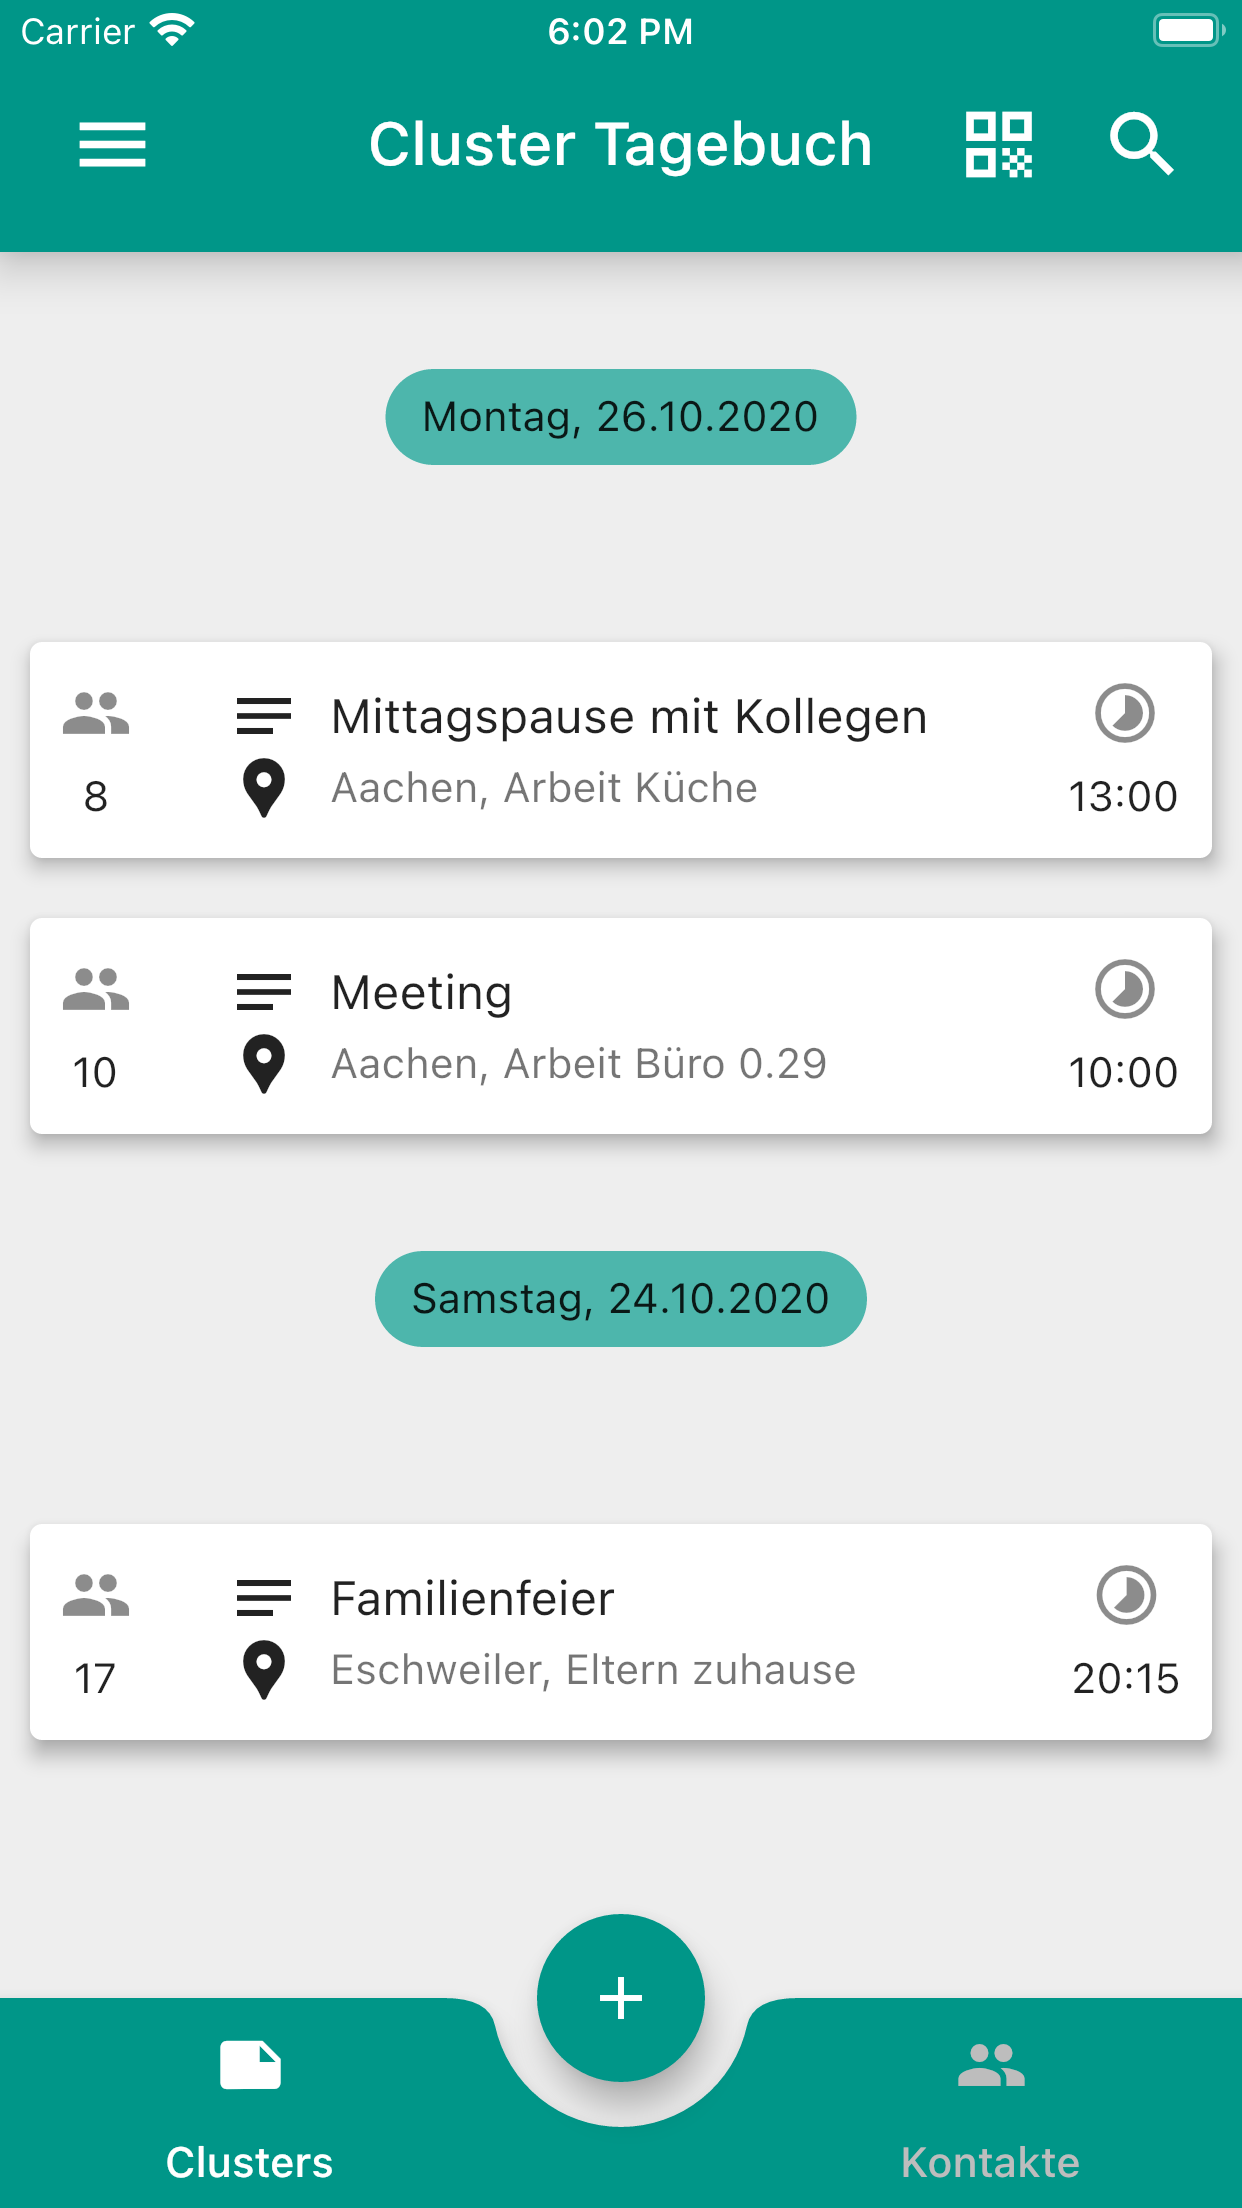 Carrier 6:02 PM
Cluster Tagebuch
Montag, 26.10.2020
Mittagspause mit Kollegen
Aachen, Arbeit Küche
8
13:00
Meeting
Aachen, Arbeit Büro 0.29
10
10:00
Samstag, 24.10.2020
Familienfeier
Eschweiler, Eltern zuhause
17
20:15
Clusters
Kontakte